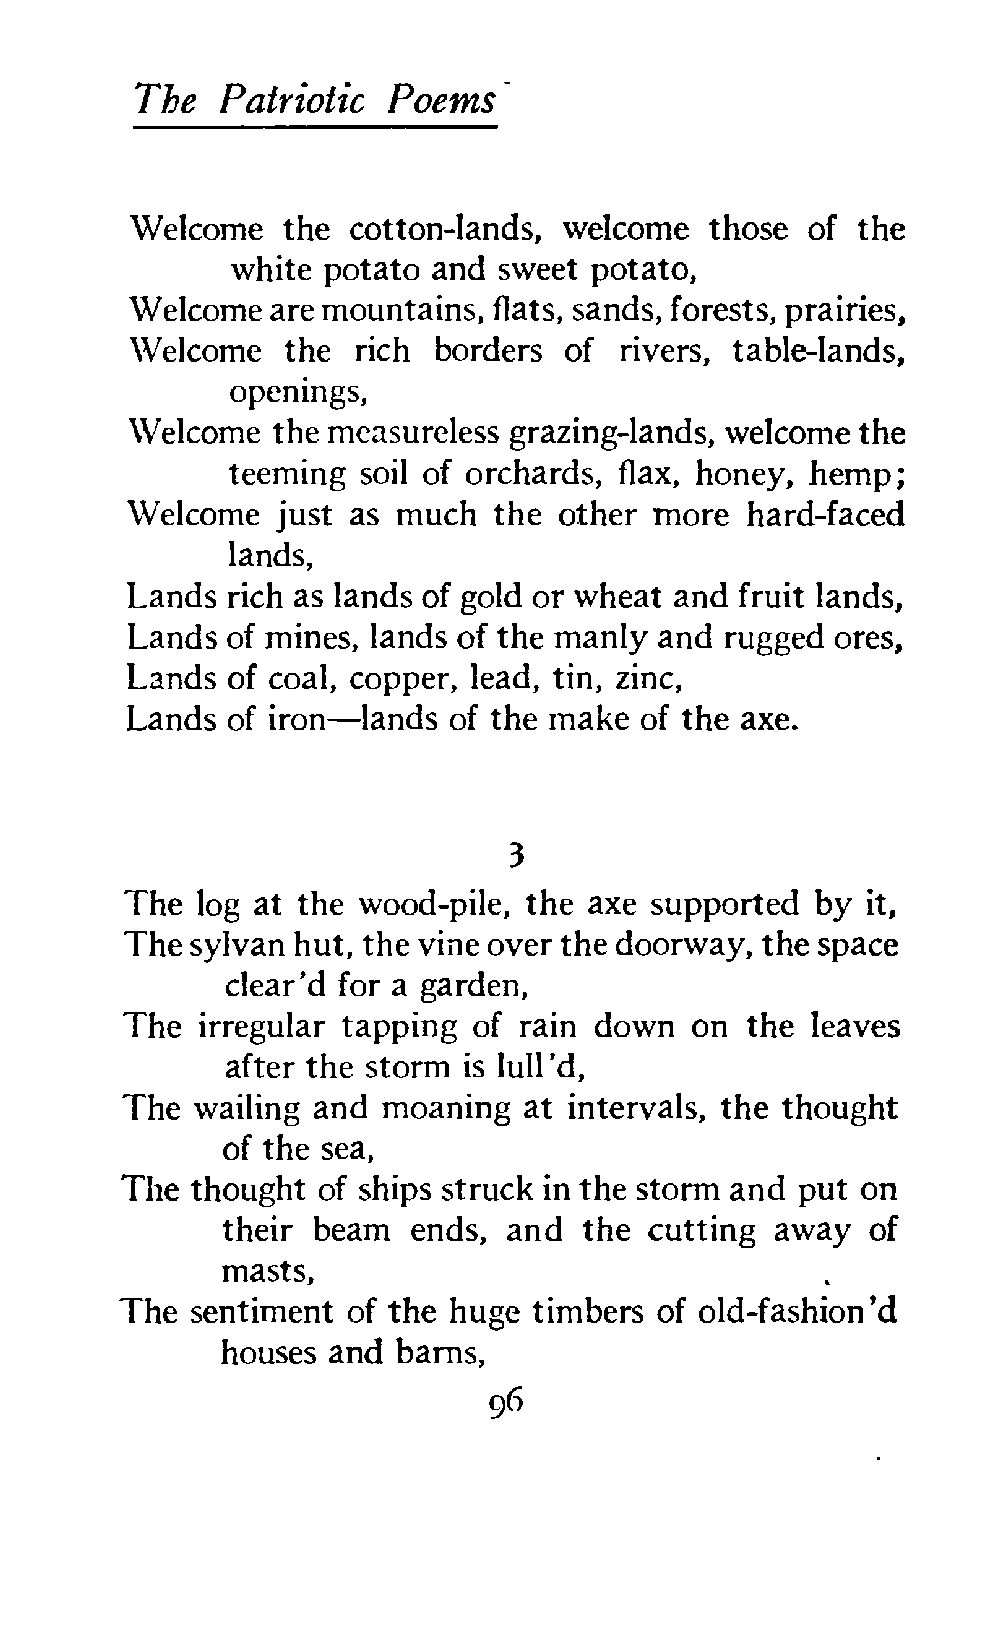 The Patriotic Poems
Welcome the cotton-lands, welcome those of the
white potato and sweet potato,
Welcome are mountains, flats, sands, forests, prairies,
Welcome the rich borders of rivers, table-lands,
openings,
Welcome the measureless grazing-lands, welcome the
teeming soil of orchards, flax, honey, hemp;
Welcome just as much the other more hard-faced
lands,
Lands rich as lands of gold or wheat and fruit lands,
Lands of mines, lands of the manly and rugged ores,
Lands of coal, copper, lead, tin, zinc,
Lands of iron—lands of the make of the axe.
3
The log at the wood-pile, the axe supported by it,
The sylvan hut, the vine over the doorway, the space
clear'd for a garden,
The irregular tapping of rain down on the leaves
after the storm is lull'd,
The wailing and moaning at intervals, the thought
of the sea,
The thought of ships struck in the storm and put on
their beam ends, and the cutting away of
masts,
The sentiment of the huge timbers of old-fashion'd
houses and barns,
96